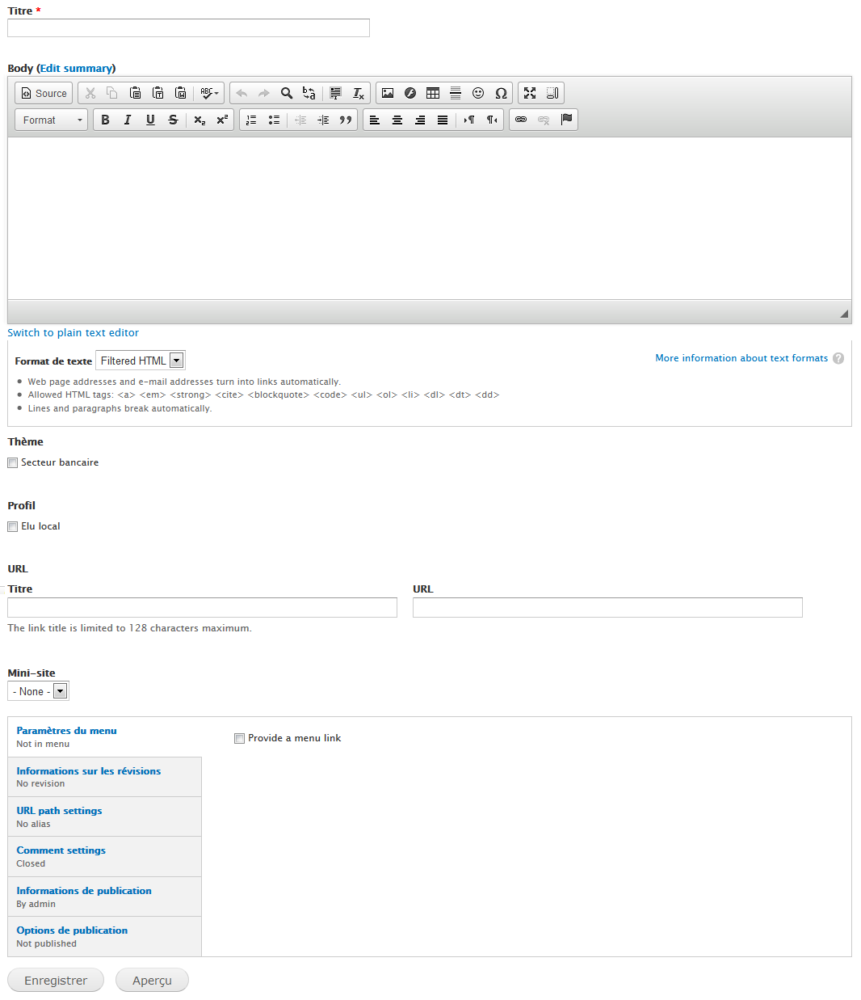 Titre *
Body (Edit summary)
Source
ABC
Format
B I U S x₂ x²
Switch to plain text editor
Format de texte Filtered HTML
More information about text formats ?
• Web page addresses and e-mail addresses turn into links automatically.
• Allowed HTML tags: <a> <em> <strong> <cite> <blockquote> <code> <ul> <ol> <li> <dl> <dt> <dd>
• Lines and paragraphs break automatically.
Thème
Secteur bancaire
Profil
Elu local
URL
Titre
URL
The link title is limited to 128 characters maximum.
Mini-site
- None -
Paramètres du menu
Not in menu
Provide a menu link
Informations sur les révisions
No revision
URL path settings
No alias
Comment settings
Closed
Informations de publication
By admin
Options de publication
Not published
Enregistrer
Aperçu